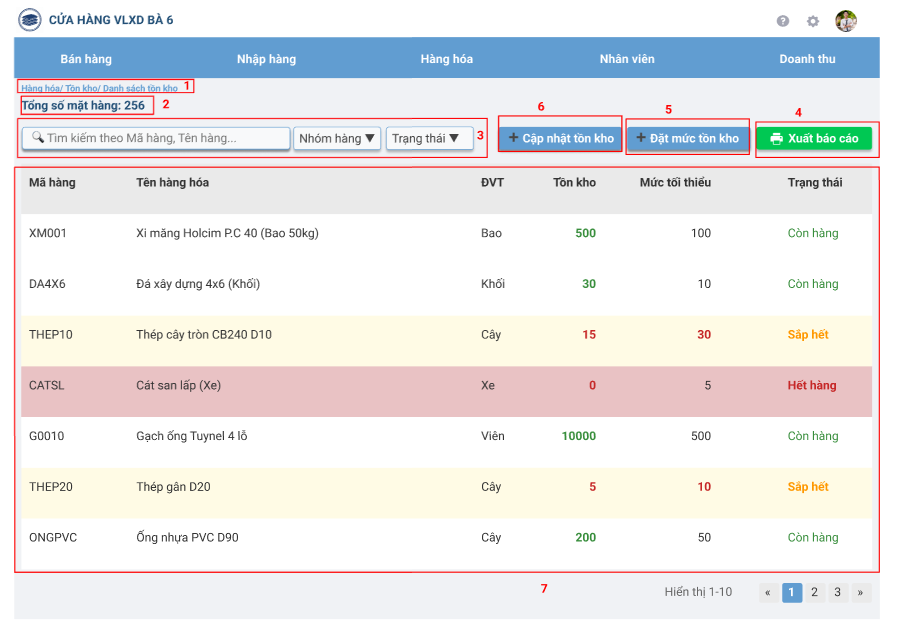 CỬA HÀNG VLXD BÀ 6
Bán hàng Nhập hàng Hàng hóa Nhân viên Doanh thu
Hàng hóa/ Tồn kho/ Danh sách tồn kho 1
Tổng số mặt hàng: 256 2
6 5 4
Tìm kiếm theo Mã hàng, Tên hàng... Nhóm hàng ▼ Trạng thái ▼ 3 + Cập nhật tồn kho + Đặt mức tồn kho Xuất báo cáo
Mã hàng Tên hàng hóa ĐVT Tồn kho Mức tối thiểu Trạng thái
XM001 Xi măng Holcim P.C 40 (Bao 50kg) Bao 500 100 Còn hàng
DA4X6 Đá xây dựng 4x6 (Khối) Khối 30 10 Còn hàng
THEP10 Thép cây tròn CB240 D10 Cây 15 30 Sắp hết
CATSL Cát san lấp (Xe) Xe 0 5 Hết hàng
G0010 Gạch ống Tuynel 4 lỗ Viên 10000 500 Còn hàng
THEP20 Thép gân D20 Cây 5 10 Sắp hết
ONGPVC Ống nhựa PVC D90 Cây 200 50 Còn hàng
7 Hiển thị 1-10 « 1 2 3 »